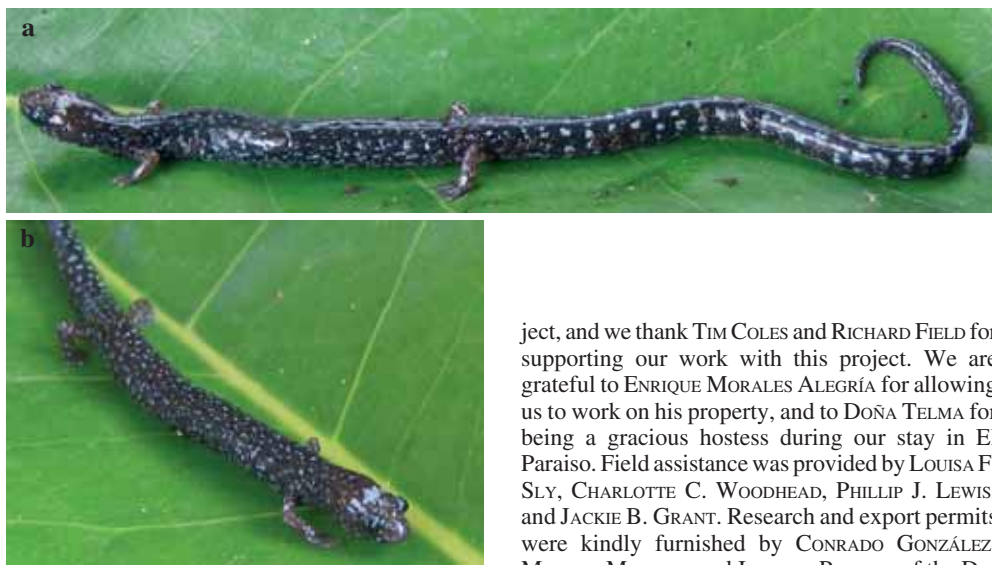 a
b
ject, and we thank TIM COLES and RICHARD FIELD for
supporting our work with this project. We are
grateful to ENRIQUE MORALES ALEGRÍA for allowing
us to work on his property, and to DOÑA TELMA for
being a gracious hostess during our stay in El
Paraiso. Field assistance was provided by LOUISA F.
SLY, CHARLOTTE C. WOODHEAD, PHILLIP J. LEWIS,
and JACKIE B. GRANT. Research and export permits
were kindly furnished by CONRADO GONZÁLEZ,
of the